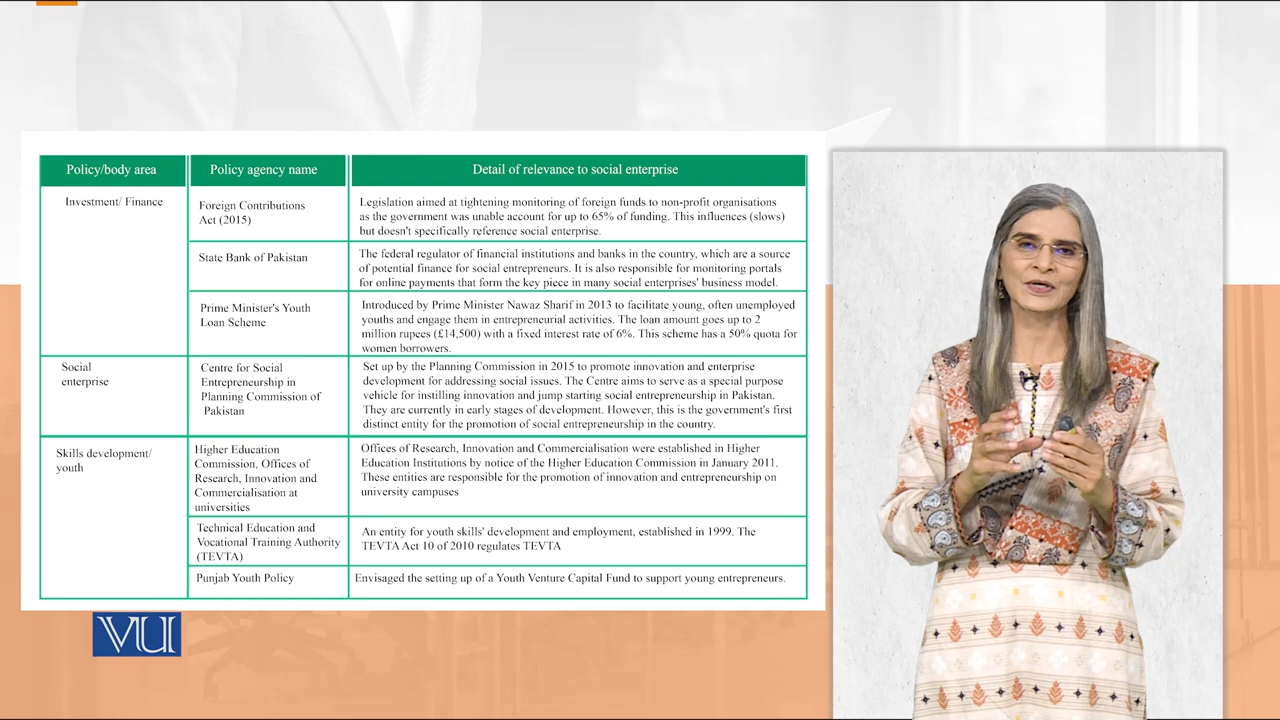 Policy/body area
Policy agency name
Detail of relevance to social enterprise
Investment/ Finance
Foreign Contributions
Act (2015)
Legislation aimed at tightening monitoring of foreign funds to non-profit organisations
as the government was unable account for up to 65% of funding. This influences (slows)
but doesn't specifically reference social enterprise.
State Bank of Pakistan
The federal regulator of financial institutions and banks in the country, which are a source
of potential finance for social entrepreneurs. It is also responsible for monitoring portals
for online payments that form the key piece in many social enterprises' business model.
Prime Minister's Youth
Loan Scheme
Introduced by Prime Minister Nawaz Sharif in 2013 to facilitate young, often unemployed
youths and engage them in entrepreneurial activities. The loan amount goes up to 2
million rupees (£14,500) with a fixed interest rate of 6%. This scheme has a 50% quota for
women borrowers.
Social
enterprise
Centre for Social
Entrepreneurship in
Planning Commission of
Pakistan
Set up by the Planning Commission in 2015 to promote innovation and enterprise
development for addressing social issues. The Centre aims to serve as a special purpose
vehicle for instilling innovation and jump starting social entrepreneurship in Pakistan.
They are currently in early stages of development. However, this is the government's first
distinct entity for the promotion of social entrepreneurship in the country.
Skills development/
youth
Higher Education
Commission, Offices of
Research, Innovation and
Commercialisation at
universities
Offices of Research, Innovation and Commercialisation were established in Higher
Education Institutions by notice of the Higher Education Commission in January 2011.
These entities are responsible for the promotion of innovation and entrepreneurship on
university campuses
Technical Education and
Vocational Training Authority
(TEVTA)
An entity for youth skills' development and employment, established in 1999. The
TEVTA Act 10 of 2010 regulates TEVTA
Punjab Youth Policy
Envisaged the setting up of a Youth Venture Capital Fund to support young entrepreneurs.
VU